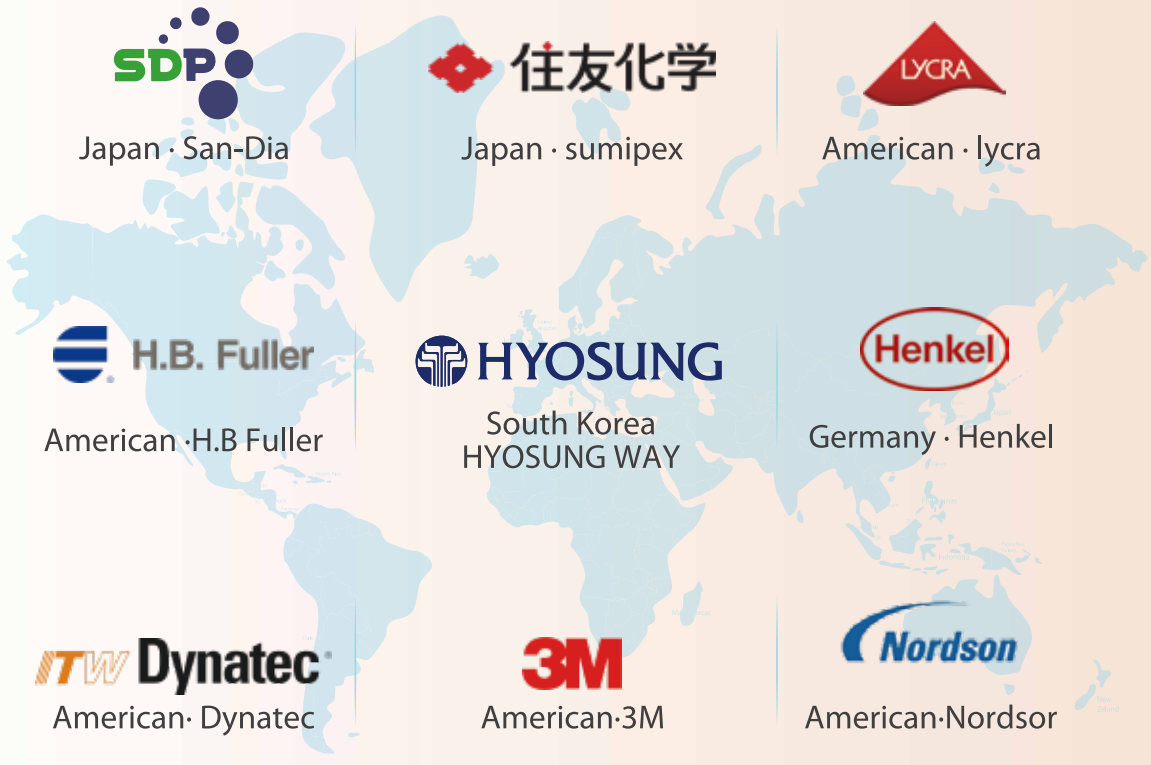 SDP
Japan · San-Dia
住友化学
Japan · sumipex
LYCRA
American · lycra
H.B. Fuller
American ·H.B Fuller
HYOSUNG
South Korea
HYOSUNG WAY
Henkel
Germany · Henkel
ITW Dynatec
American· Dynatec
3M
American·3M
Nordson
American·Nordsor